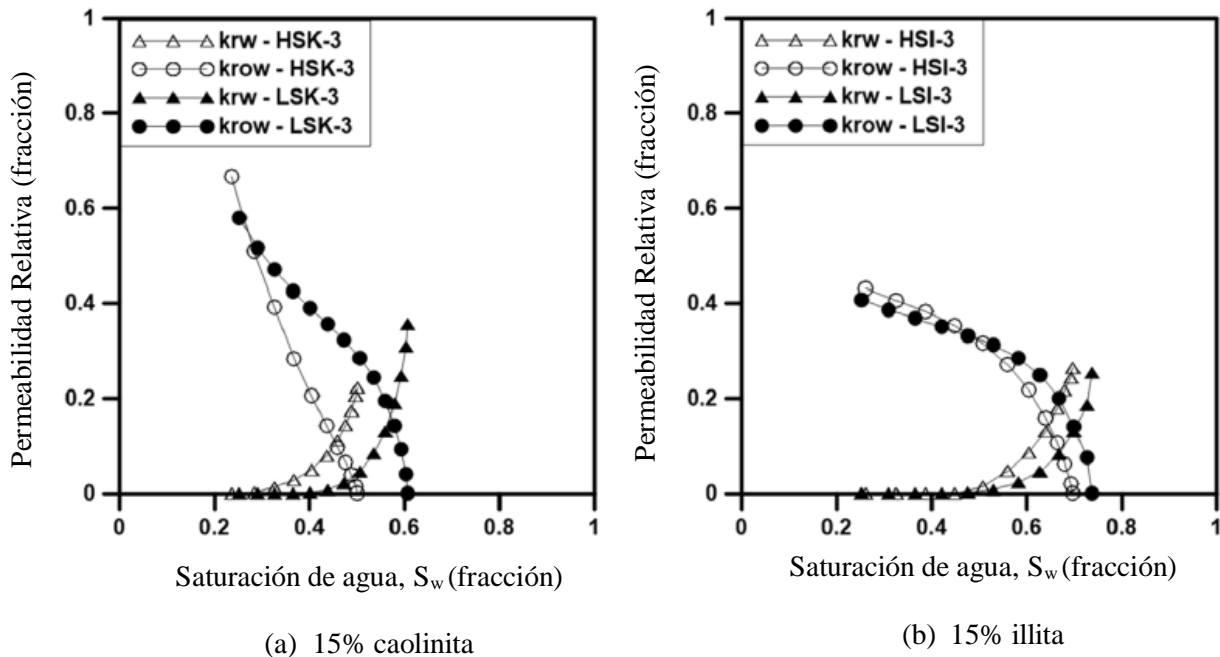 krw - HSK-3
krow - HSK-3
krw - LSK-3
krow - LSK-3
Permeabilidad Relativa (fracción)
1
0.8
0.6
0.4
0.2
0
0 0.2 0.4 0.6 0.8 1
Saturación de agua, Sw (fracción)
(a) 15% caolinita
krw - HSI-3
krow - HSI-3
krw - LSI-3
krow - LSI-3
Permeabilidad Relativa (fracción)
1
0.8
0.6
0.4
0.2
0
0 0.2 0.4 0.6 0.8 1
Saturación de agua, Sw (fracción)
(b) 15% illita